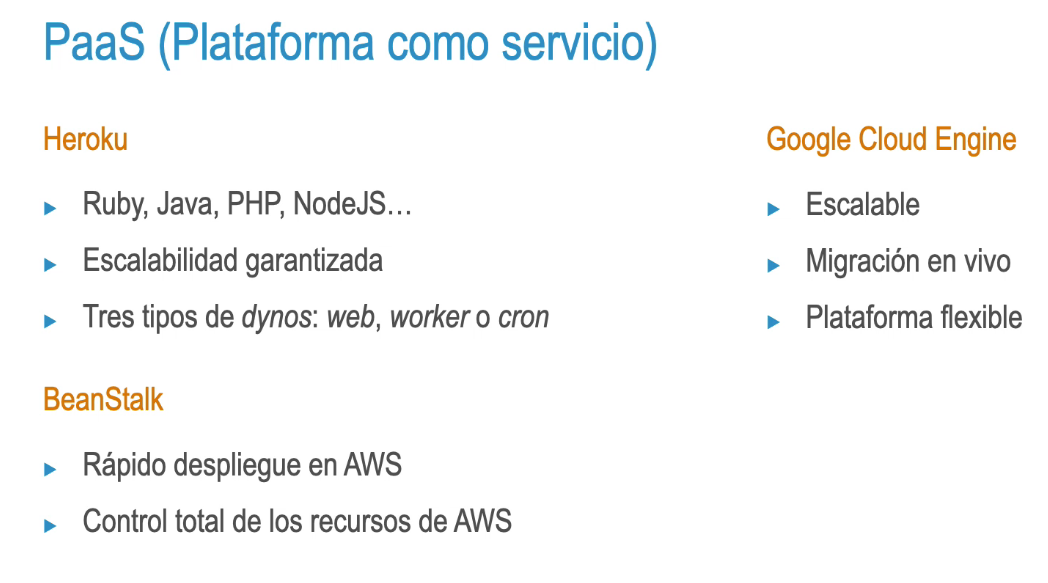 PaaS (Plataforma como servicio)
Heroku
Ruby, Java, PHP, NodeJS…
Escalabilidad garantizada
Tres tipos de dynos: web, worker o cron
BeanStalk
Rápido despliegue en AWS
Control total de los recursos de AWS
Google Cloud Engine
Escalable
Migración en vivo
Plataforma flexible